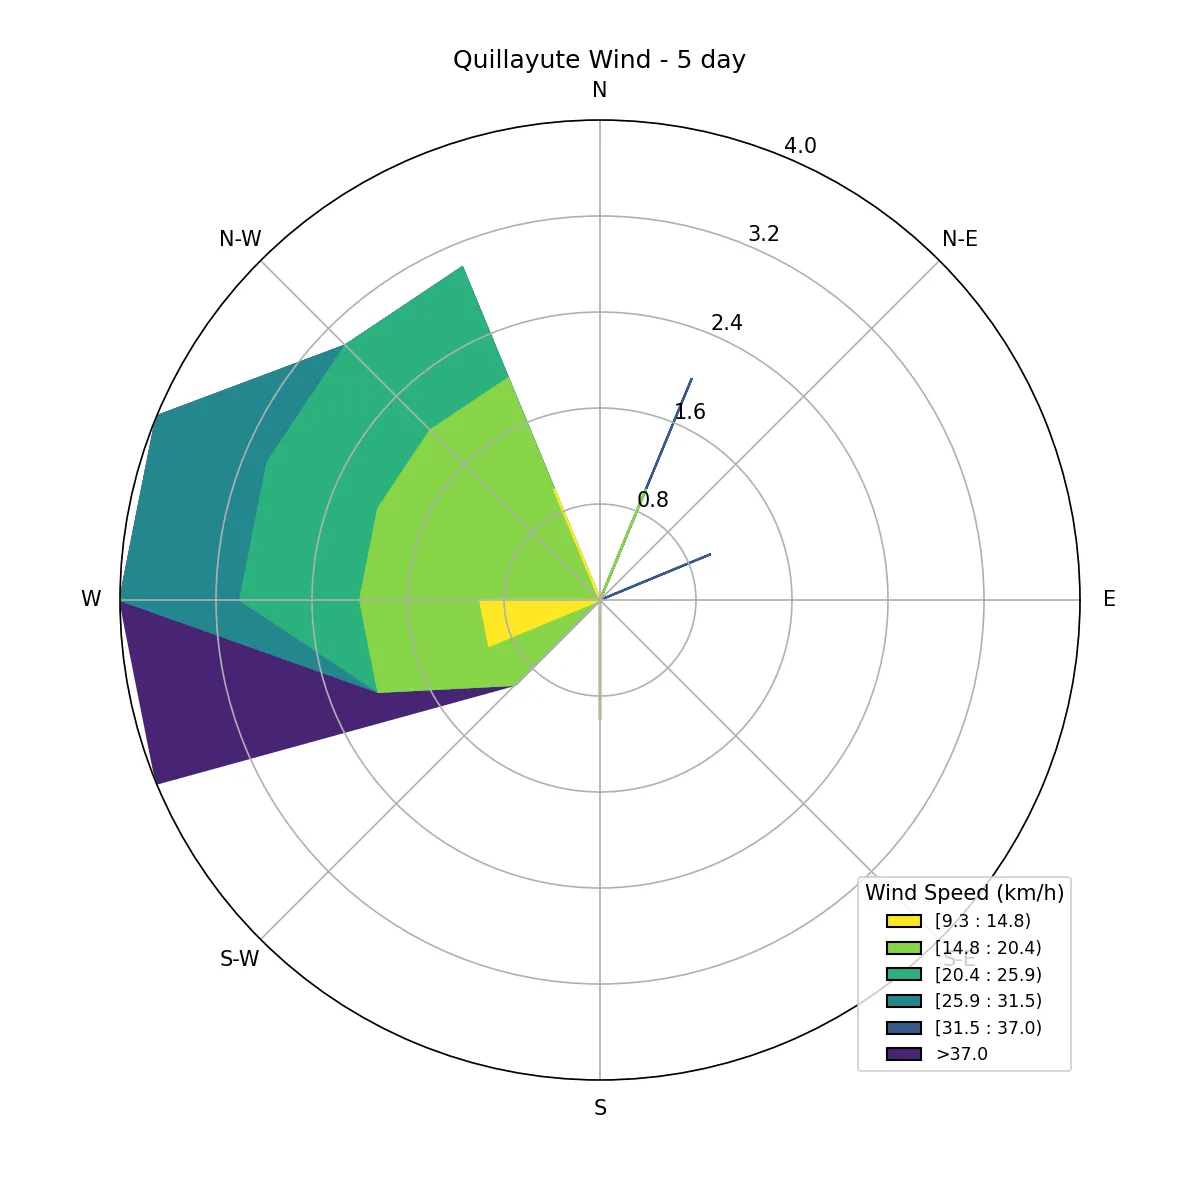 Quillayute Wind - 5 day
N
4.0
N-W
3.2
N-E
2.4
1.6
0.8
W
E
S-W
S-E
S
Wind Speed (km/h)
[9.3 : 14.8)
[14.8 : 20.4)
[20.4 : 25.9)
[25.9 : 31.5)
[31.5 : 37.0)
>37.0